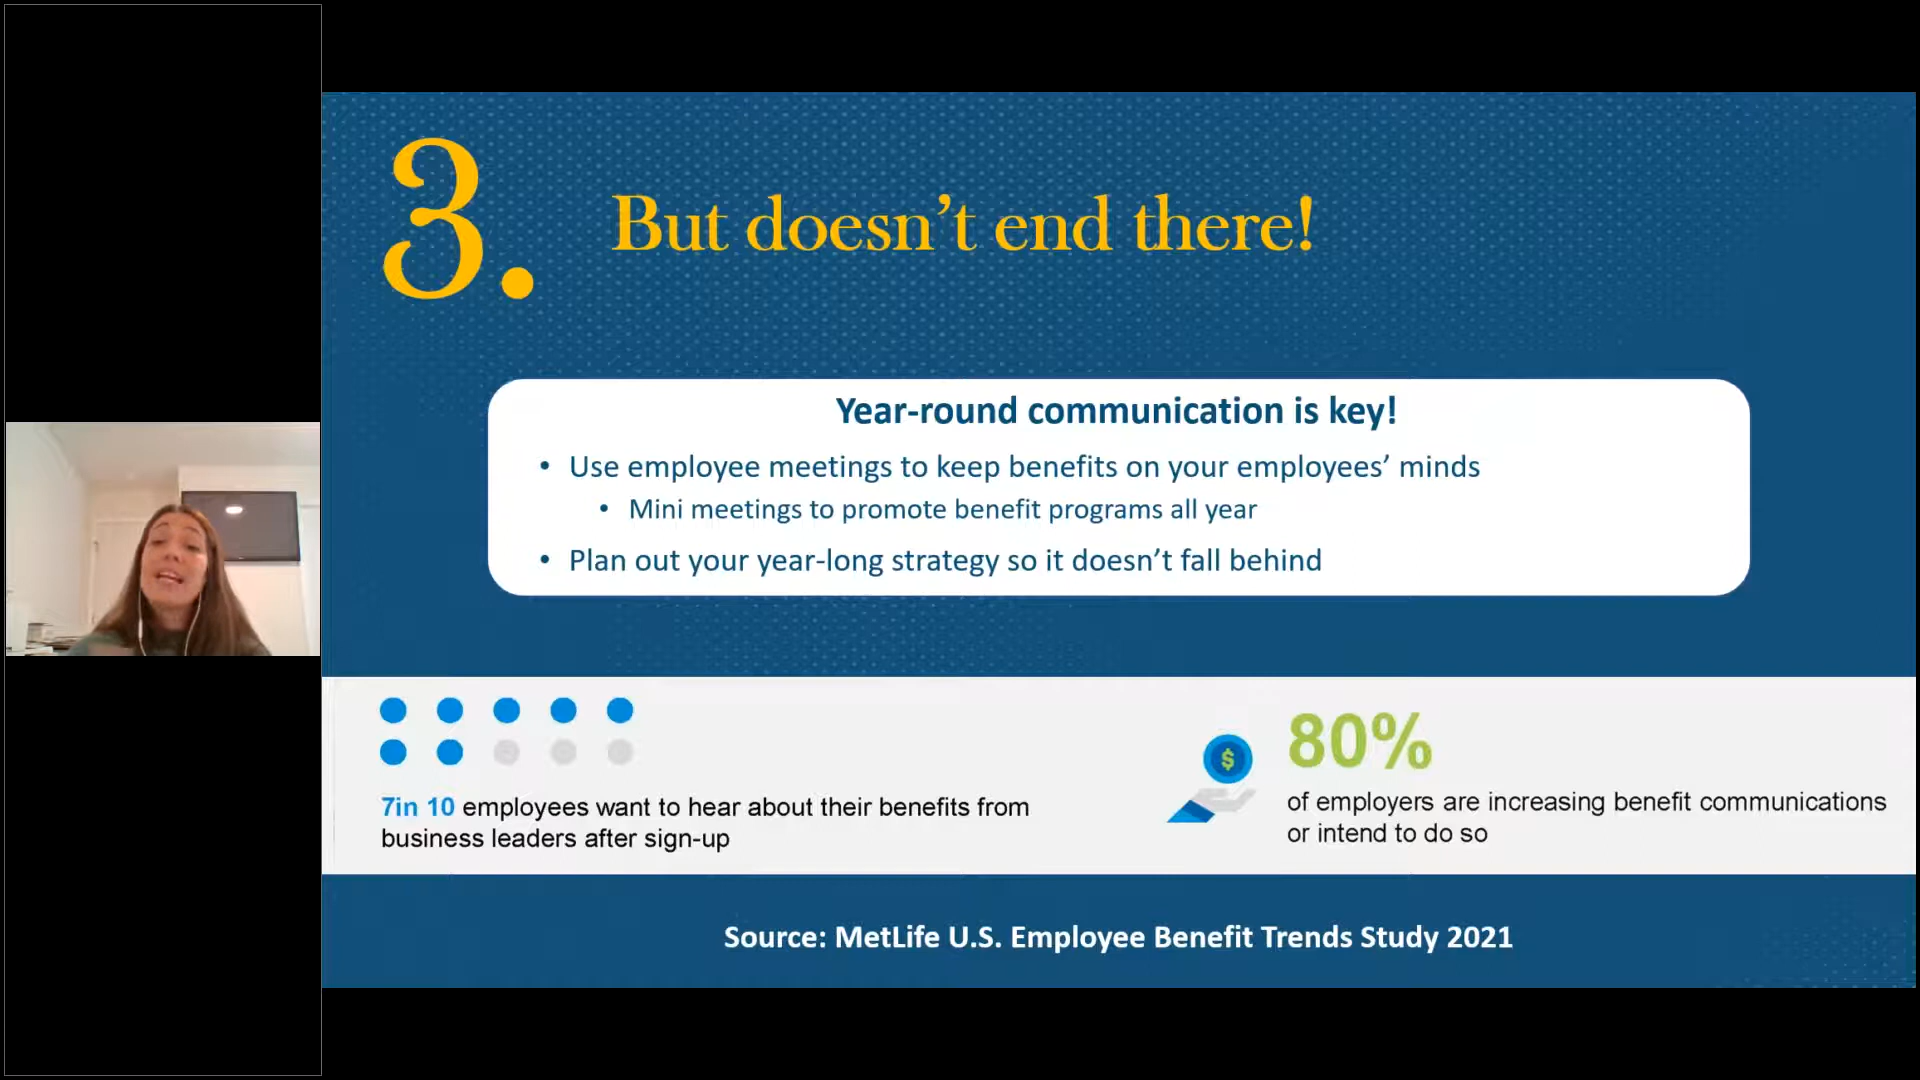 3.
But doesn’t end there!
Year-round communication is key!
• Use employee meetings to keep benefits on your employees’ minds
• Mini meetings to promote benefit programs all year
• Plan out your year-long strategy so it doesn’t fall behind
7in 10 employees want to hear about their benefits from
business leaders after sign-up
$
80%
of employers are increasing benefit communications
or intend to do so
Source: MetLife U.S. Employee Benefit Trends Study 2021